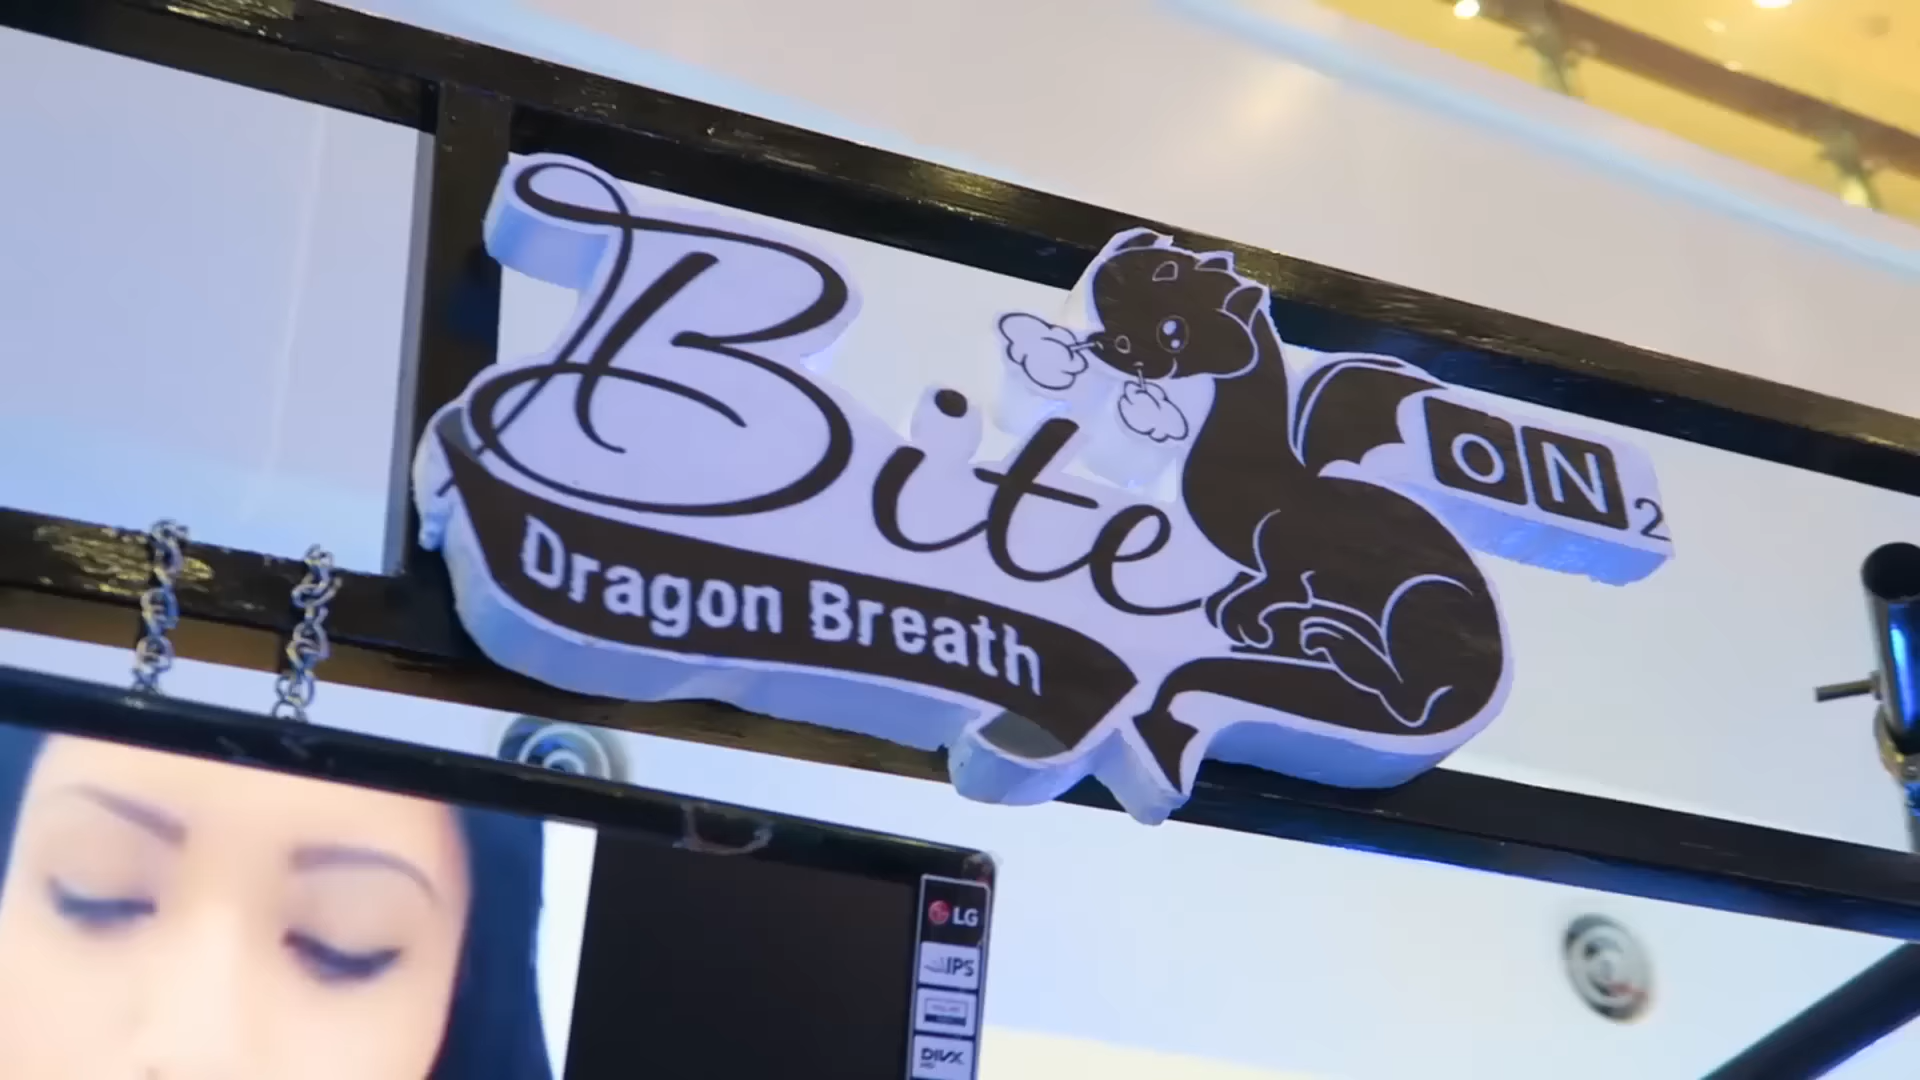 Bite
ON2
Dragon Breath
LG
IPS
DIVX